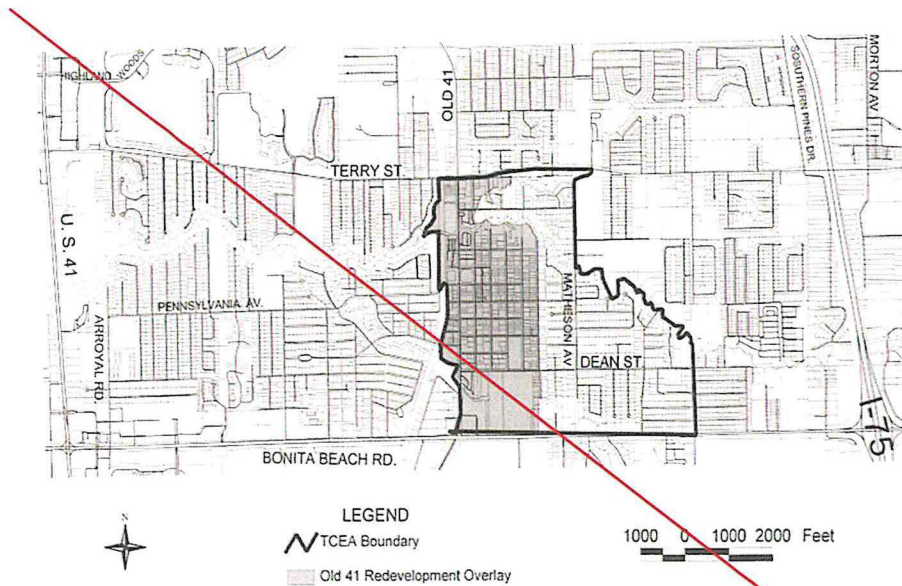 HIGHLAND WOODS
OLD 41
SOSUTHERN PINES DR.
MORTON AV
TERRY ST.
U. S. 41
PENNSYLVANIA AV.
ARROYAL RD
MATHESON AV
DEAN ST.
I-75
BONITA BEACH RD.
N
LEGEND
TCEA Boundary
Old 41 Redevelopment Overlay
1000 0 1000 2000 Feet